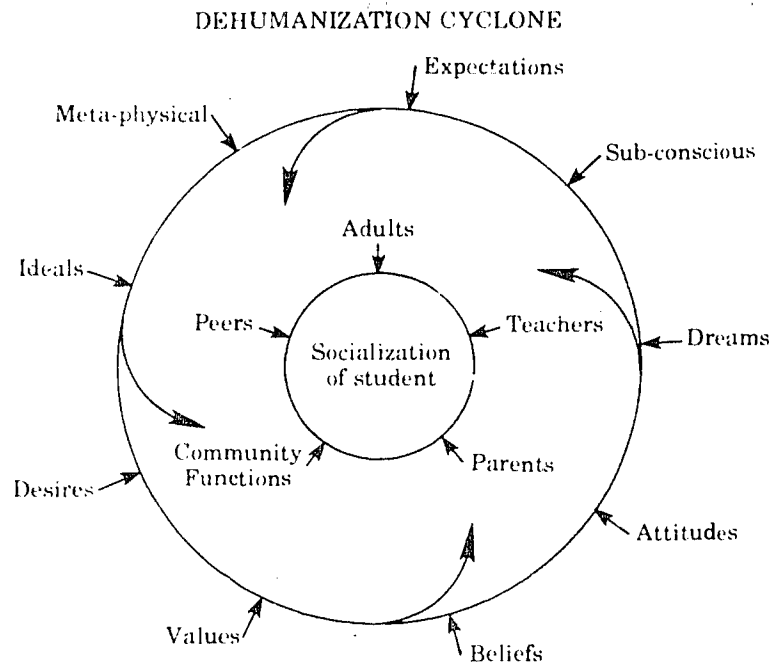 DEHUMANIZATION CYCLONE
Expectations
Meta-physical
Sub-conscious
Adults
Ideals
Peers
Teachers
Dreams
Socialization
of student
Community
Functions
Parents
Desires
Attitudes
Values
Beliefs